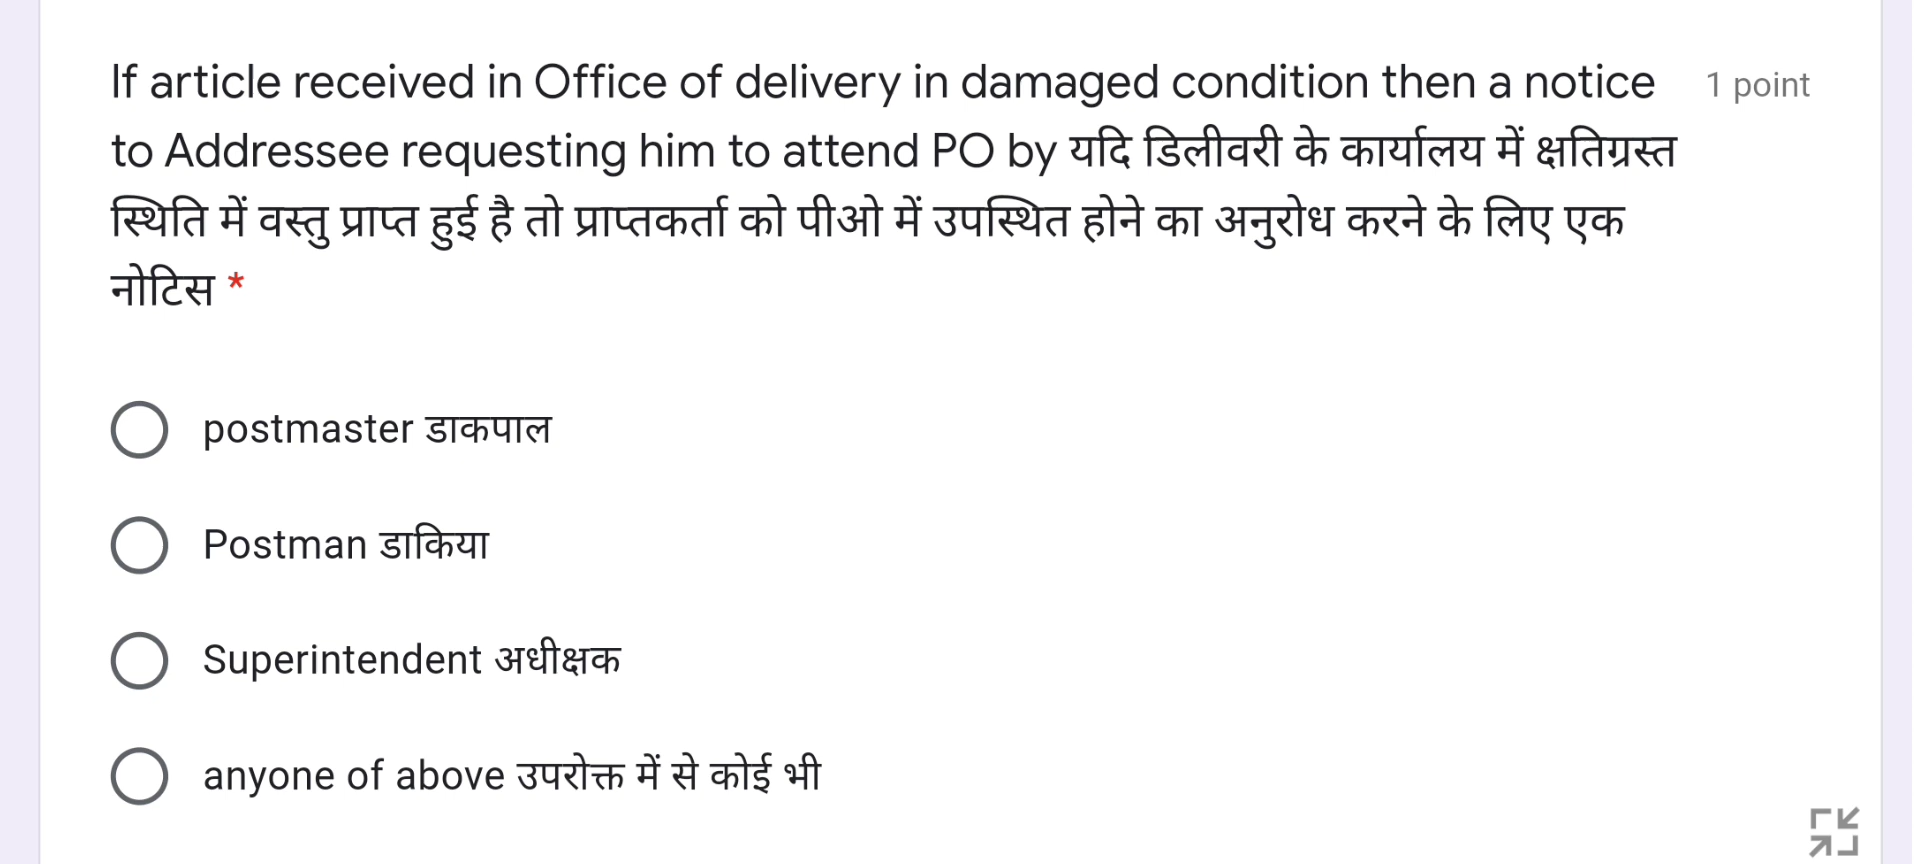 If article received in Office of delivery in damaged condition then a notice 1 point
to Addressee requesting him to attend PO by यदि डिलीवरी के कार्यालय में क्षतिग्रस्त
स्थिति में वस्तु प्राप्त हुई है तो प्राप्तकर्ता को पीओ में उपस्थित होने का अनुरोध करने के लिए एक
नोटिस *
postmaster डाकपाल
Postman डाकिया
Superintendent अधीक्षक
anyone of above उपरोक्त में से कोई भी